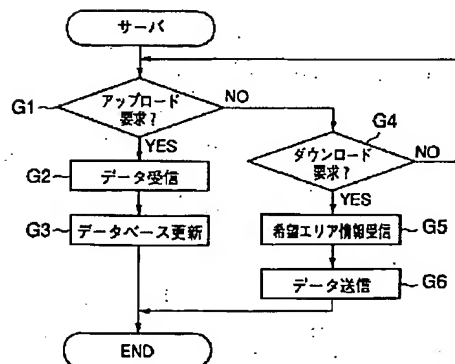 サーバ
G1
アップロード
要求?
NO
YES
G4
ダウンロード
要求?
NO
YES
G2
データ受信
G3
データベース更新
希望エリア情報受信
G5
データ送信
G6
END